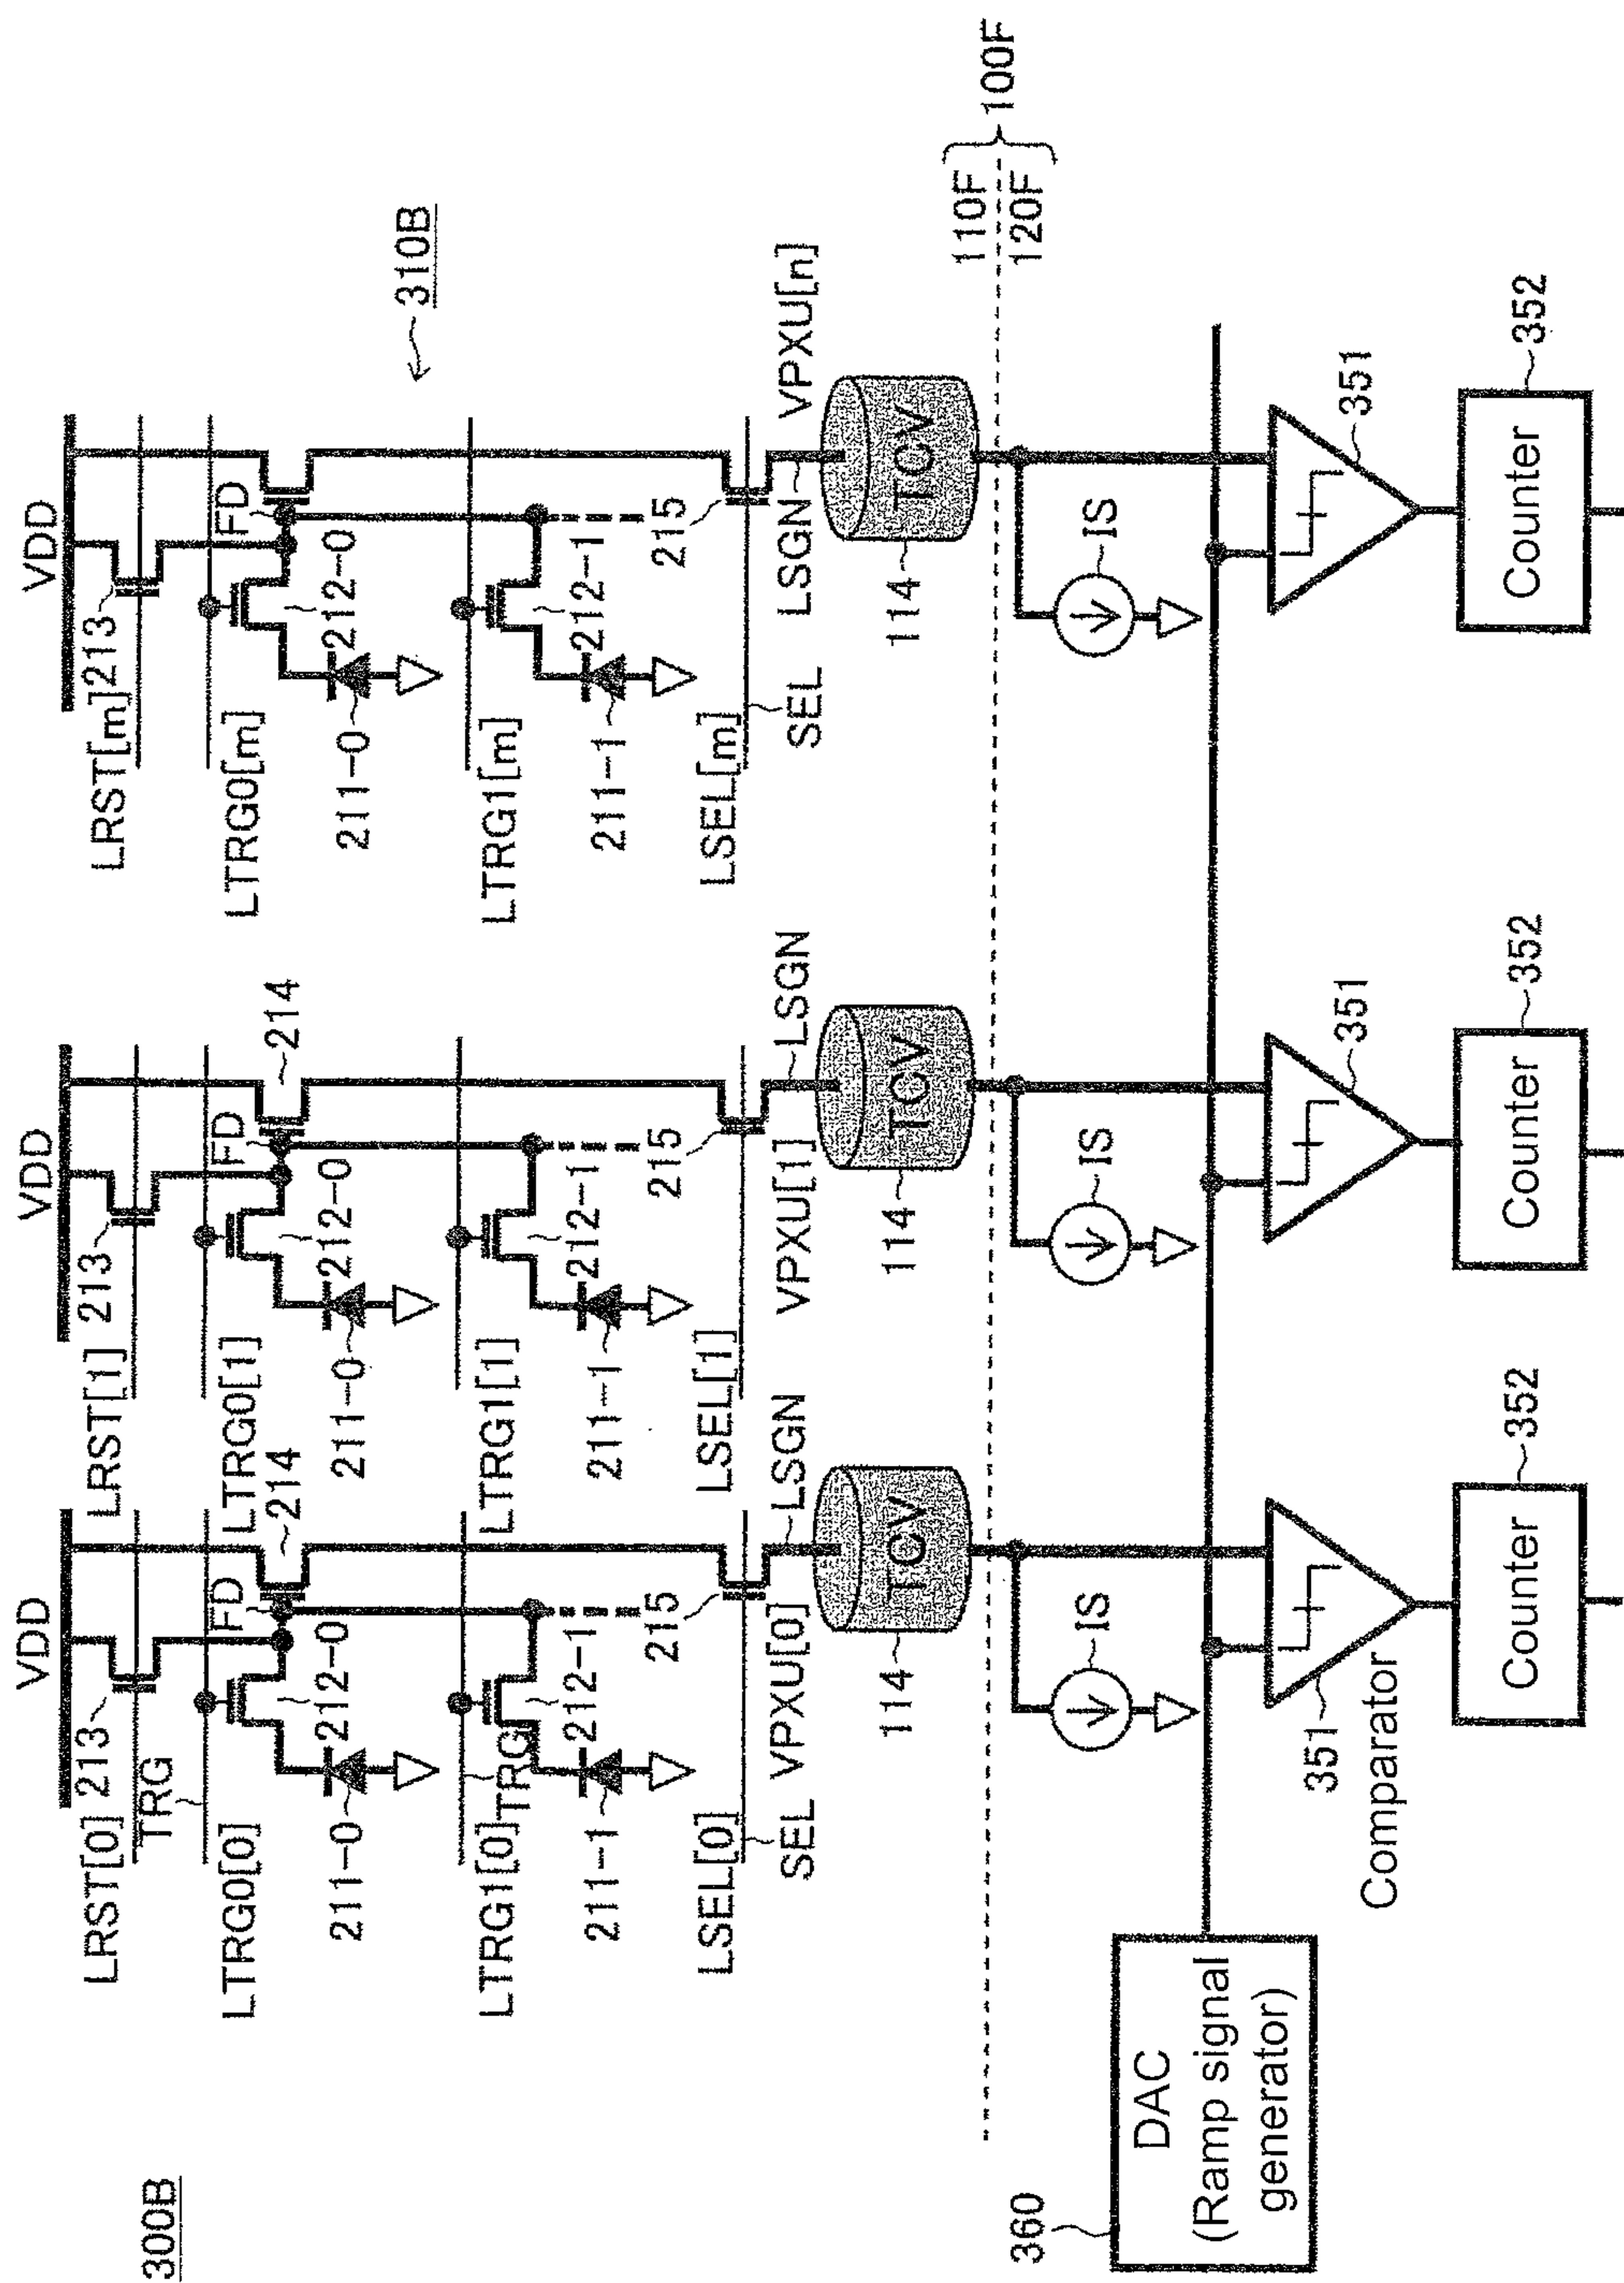 300B
310B
VDD
VDD
VDD
LRST[0]
213
LRST[1]
213
LRST[m]
213
TRG
FD
FD
FD
LTRG0[0]
214
LTRG0[1]
214
LTRG0[m]
211-0
212-0
211-0
212-0
211-0
212-0
LTRG1[0]
TRG
LTRG1[1]
LTRG1[m]
211-1
212-1
211-1
212-1
211-1
212-1
215
215
215
LSEL[0]
LSEL[1]
LSEL[m]
SEL
VPXU[0]
LSGN
VPXU[1]
LSGN
SEL
LSGN
VPXU[n]
114
TCV
114
TCV
114
TCV
110F
120F
100F
IS
IS
IS
360
DAC
(Ramp signal
generator)
351
Comparator
351
351
Counter
352
Counter
352
Counter
352